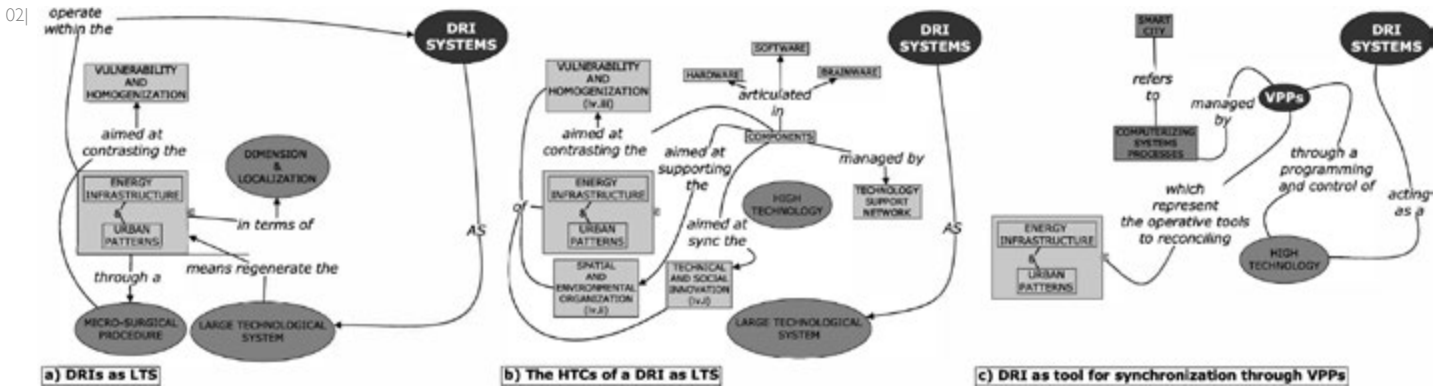 02|
operate
within the
DRI
SYSTEMS
VULNERABILITY
AND
HOMOGENIZATION
aimed at
contrasting the
DIMENSION
&
LOCALIZATION
ENERGY
INFRASTRUCTURE
&
URBAN
PATTERNS
in terms of
AS
through a
means regenerate the
MICRO-SURGICAL
PROCEDURE
LARGE TECHNOLOGICAL
SYSTEM
a) DRIs as LTS
DRI
SYSTEMS
SOFTWARE
HARDWARE
BRAINWARE
VULNERABILITY
AND
HOMOGENIZATION
(iv.iii)
articulated
in
COMPONENTS
aimed at
contrasting the
aimed at
supporting
the
managed by
TECHNOLOGY
SUPPORT
NETWORK
ENERGY
INFRASTRUCTURE
&
URBAN
PATTERNS
of
HIGH
TECHNOLOGY
aimed at
sync the
AS
SPATIAL
AND
ENVIRONMENTAL
ORGANIZATION
(iv.ii)
TECHNICAL
AND SOCIAL
INNOVATION
(iv.i)
LARGE TECHNOLOGICAL
SYSTEM
b) The HTCs of a DRI as LTS
SMART
CITY
DRI
SYSTEMS
refers
to
managed
by
VPPs
COMPUTERIZING
SYSTEMS
PROCESSES
through a
programming
and control of
which
represent
the operative tools
to reconciling
acting
as a
ENERGY
INFRASTRUCTURE
&
URBAN
PATTERNS
HIGH
TECHNOLOGY
c) DRI as tool for synchronization through VPPs